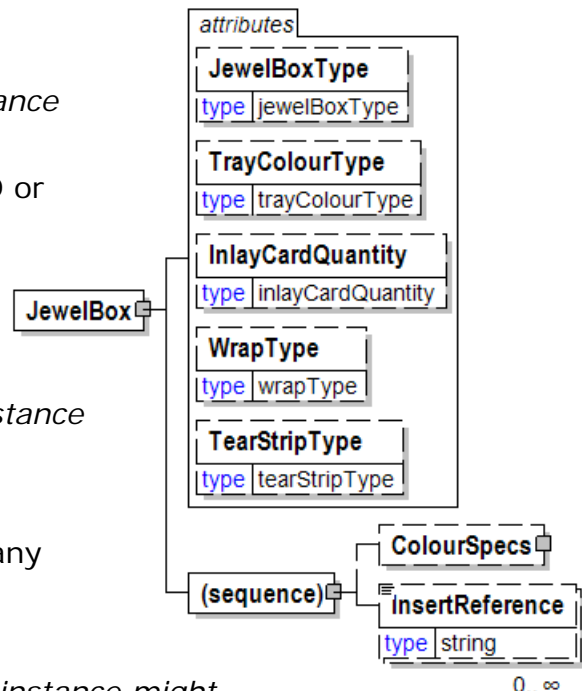 attributes
JewelBoxType
type jewelBoxType
TrayColourType
type trayColourType
InlayCardQuantity
type inlayCardQuantity
WrapType
type wrapType
TearStripType
type tearStripType
JewelBox
(sequence)
ColourSpecs
InsertReference
type string
0..∞
ance
or
stance
any
instance might